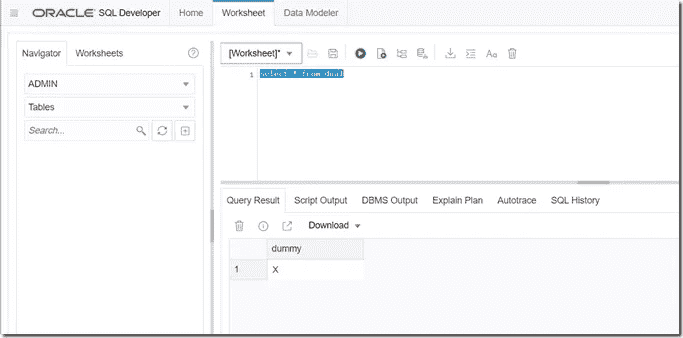 ORACLE SQL Developer Home Worksheet Data Modeler
Navigator Worksheets
ADMIN
Tables
Search...
[Worksheet]* Aa
1 select * from dual
Query Result Script Output DBMS Output Explain Plan Autotrace SQL History
Download
dummy
1 X